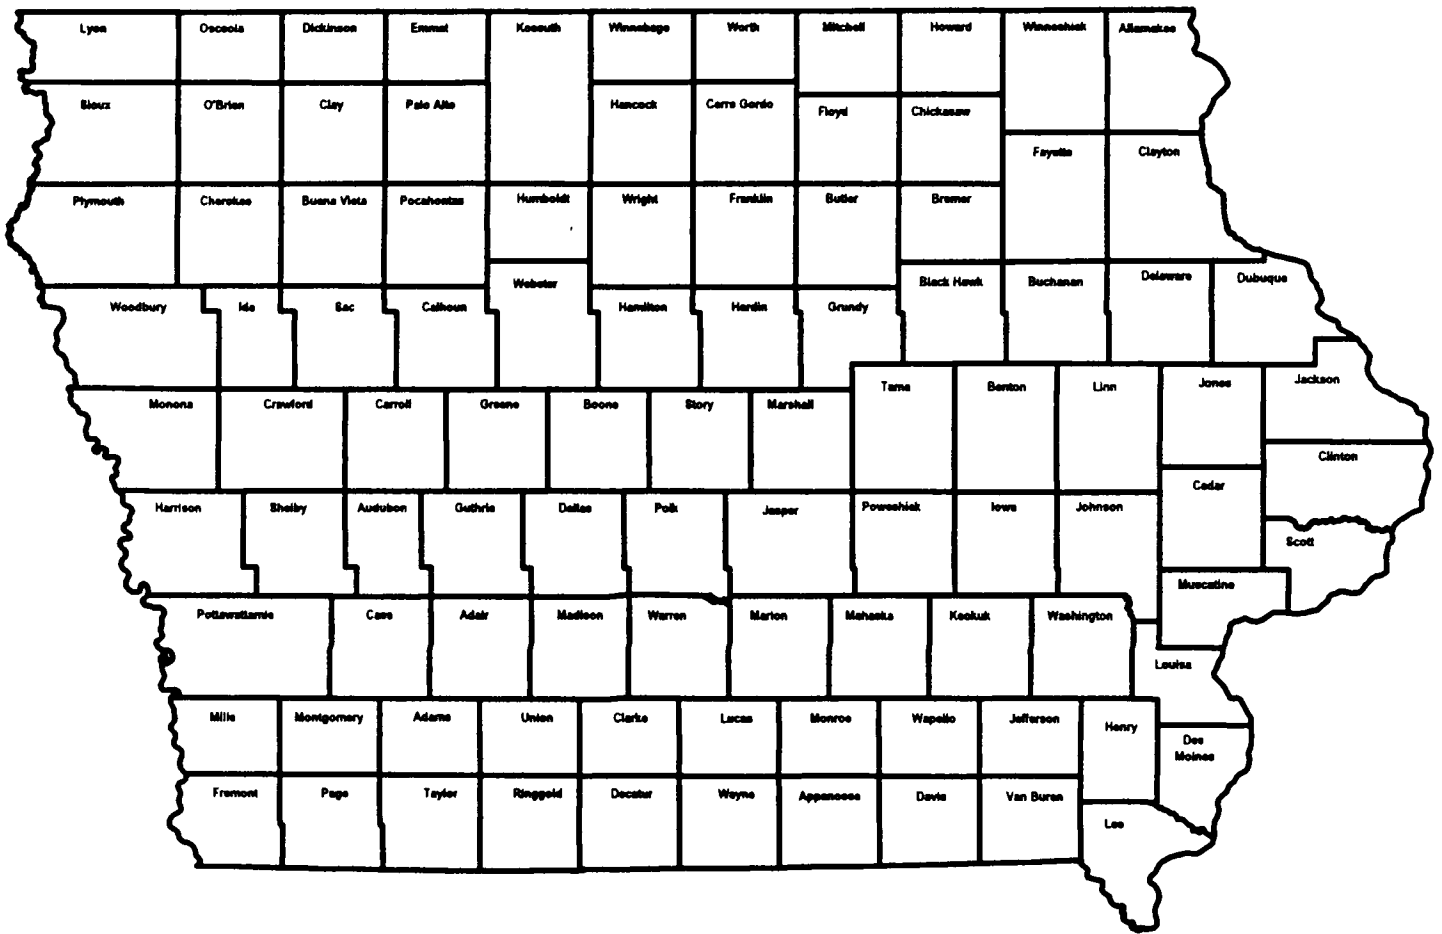 Lyon
Osceola
Dickinson
Emmet
Kossuth
Winnebago
Worth
Mitchell
Howard
Winneshiek
Allamakee
Sioux
O'Brien
Clay
Palo Alto
Hancock
Cerro Gordo
Floyd
Chickasaw
Fayette
Clayton
Plymouth
Cherokee
Buena Vista
Pocahontas
Humboldt
Wright
Franklin
Butler
Bremer
Woodbury
Ida
Sac
Calhoun
Webster
Hamilton
Hardin
Grundy
Black Hawk
Buchanan
Delaware
Dubuque
Monona
Crawford
Carroll
Greene
Boone
Story
Marshall
Tama
Benton
Linn
Jones
Jackson
Clinton
Cedar
Harrison
Shelby
Audubon
Guthrie
Dallas
Polk
Jasper
Poweshiek
Iowa
Johnson
Scott
Muscatine
Pottawattamie
Cass
Adair
Madison
Warren
Marion
Mahaska
Keokuk
Washington
Louisa
Mills
Montgomery
Adams
Union
Clarke
Lucas
Monroe
Wapello
Jefferson
Henry
Des
Moines
Fremont
Page
Taylor
Ringgold
Decatur
Wayne
Appanoose
Davis
Van Buren
Lee